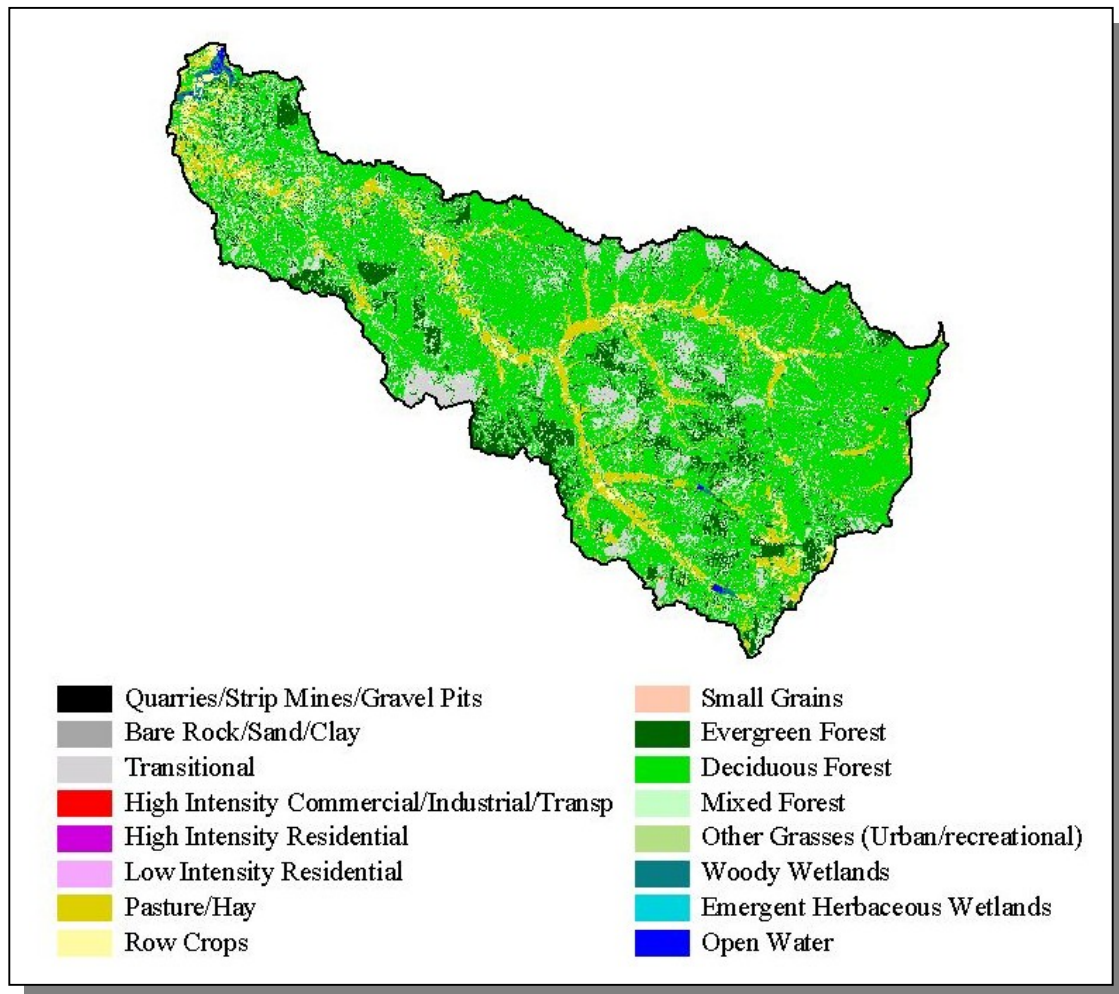 Quarries/Strip Mines/Gravel Pits
Bare Rock/Sand/Clay
Transitional
High Intensity Commercial/Industrial/Transp
High Intensity Residential
Low Intensity Residential
Pasture/Hay
Row Crops
Small Grains
Evergreen Forest
Deciduous Forest
Mixed Forest
Other Grasses (Urban/recreational)
Woody Wetlands
Emergent Herbaceous Wetlands
Open Water